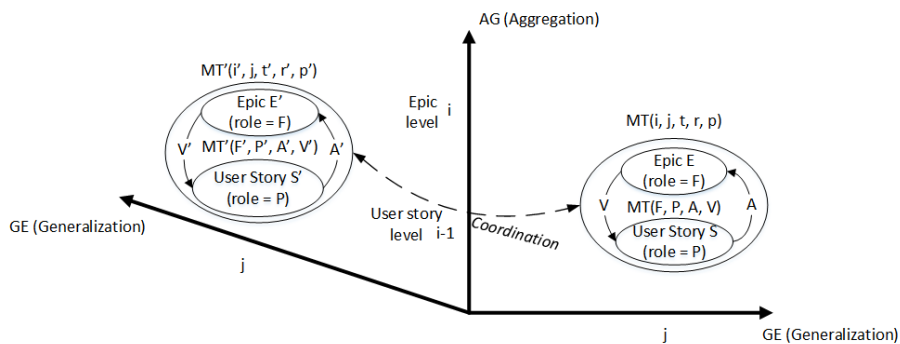 AG (Aggregation)
MT'(i', j, t', r', p')
Epic E'
(role = F)
V'
MT'(F', P', A', V')
A'
User Story S'
(role = P)
Epic
level
i
MT(i, j, t, r, p)
Epic E
(role = F)
V
MT(F, P, A, V)
A
User Story S
(role = P)
User story
level
i-1
Coordination
GE (Generalization)
j
j
GE (Generalization)